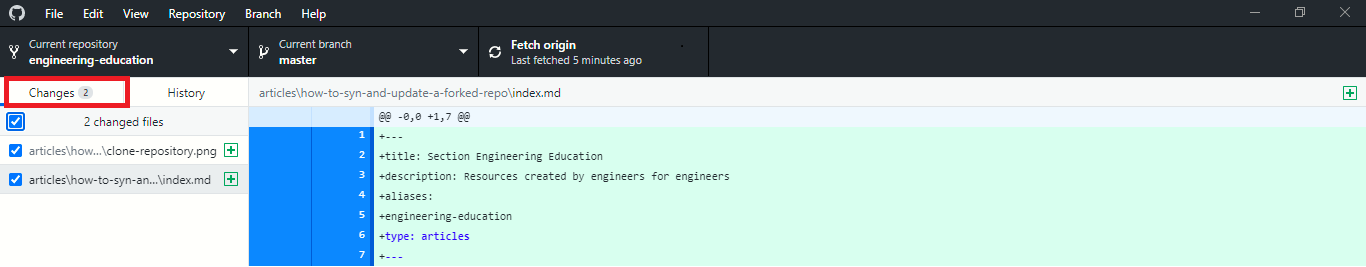 File Edit View Repository Branch Help
Current repository
engineering-education
Current branch
master
Fetch origin
Last fetched 5 minutes ago
Changes 2
History
articles\how-to-syn-and-update-a-forked-repo\index.md
2 changed files
articles\how...\clone-repository.png
articles\how-to-syn-an...\index.md
@@ -0,0 +1,7 @@
1 +---
2 +title: Section Engineering Education
3 +description: Resources created by engineers for engineers
4 +aliases:
5 +engineering-education
6 +type: articles
7 +---